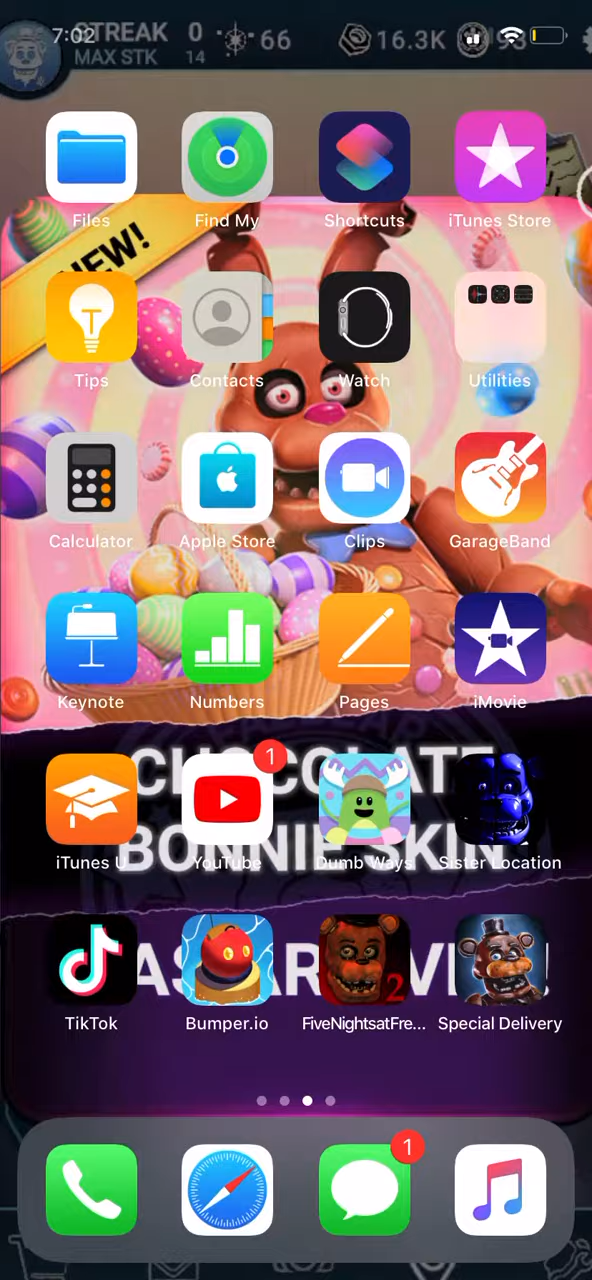 7:02
STREAK 0
66
16.3K
MAX STK 14
Files
Find My
Shortcuts
iTunes Store
NEW!
Tips
Contacts
Watch
Utilities
Calculator
Apple Store
Clips
GarageBand
Keynote
Numbers
Pages
iMovie
CHOCOLATE
1
iTunes U
YouTube
Dumb Ways
Sister Location
BONNIE SKIN
2
TikTok
Bumper.io
FiveNightsatFre...
Special Delivery
1